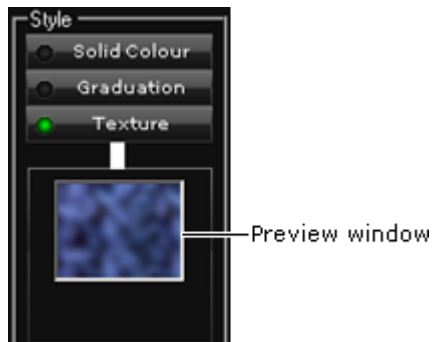 Style
Solid Colour
Graduation
Texture
Preview window